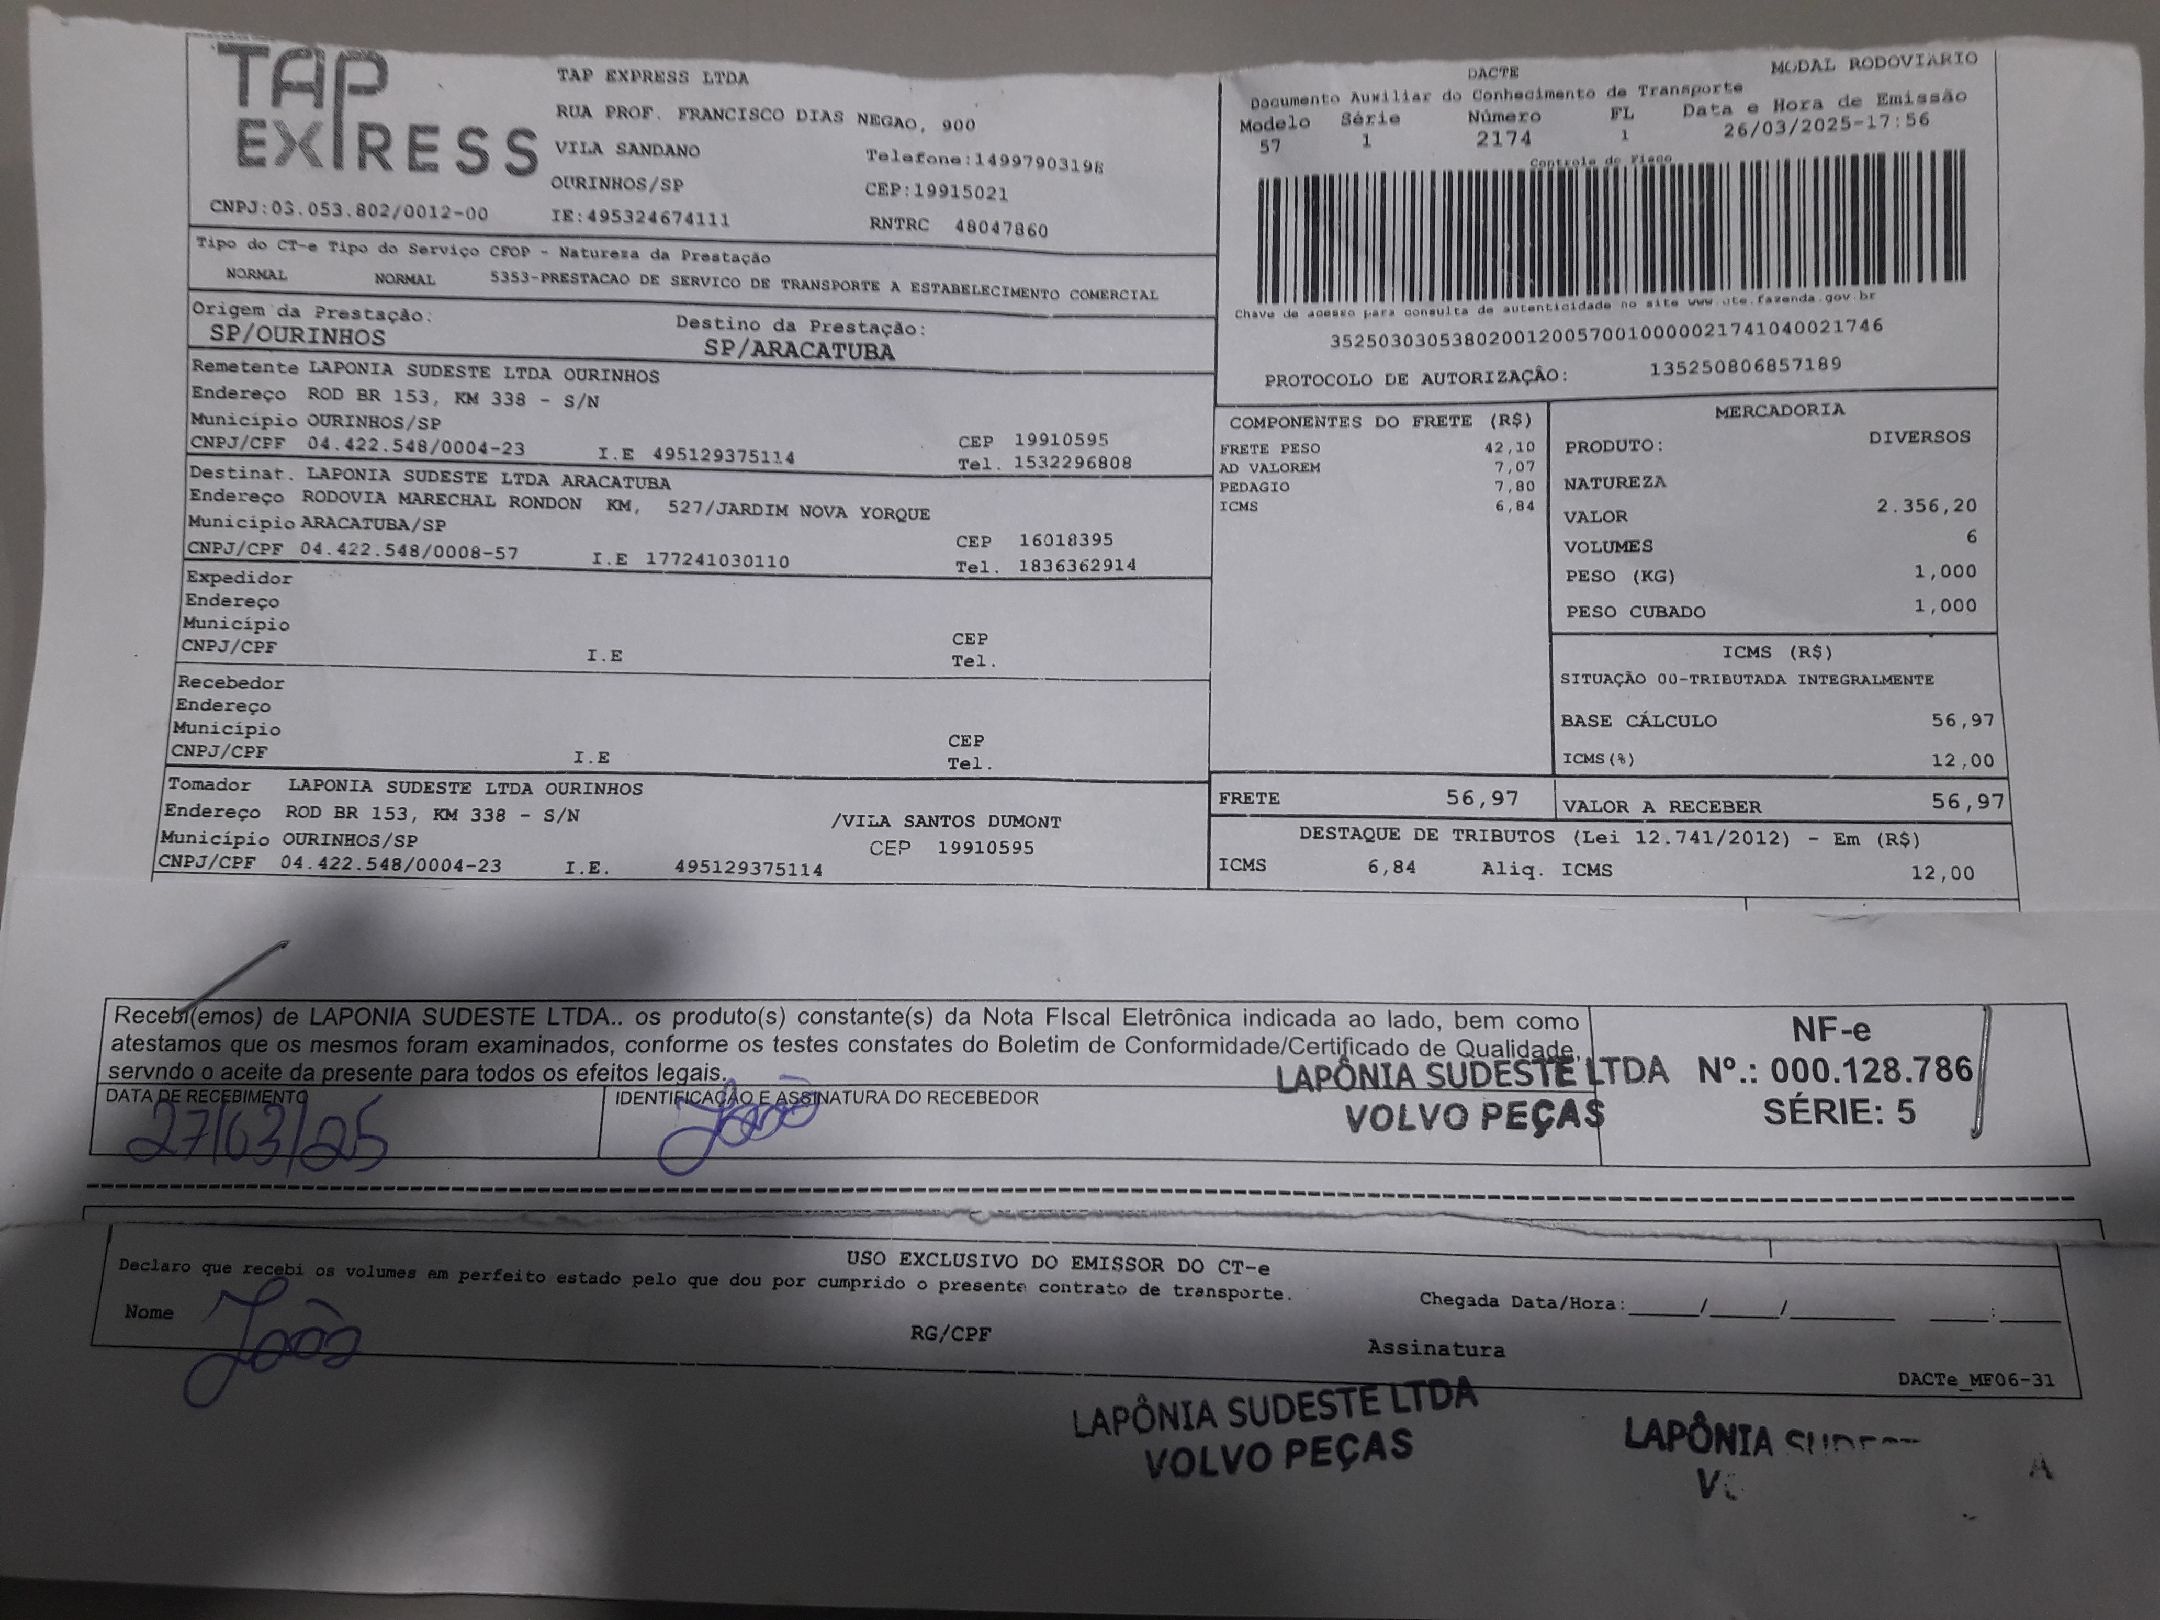 TAP EXPRESS
TAP EXPRESS LTDA
RUA PROF. FRANCISCO DIAS NEGAO, 900
VILA SANDANO
Telefone:14997903198
OURINHOS/SP
CEP:19915021
CNPJ:03.053.802/0012-00
IE:495324674111
RNTRC 48047860
DACTE
MODAL RODOVIARIO
Documento Auxiliar do Conhecimento de Transporte
Modelo Série Número FL Data e Hora de Emissão
57 1 2174 1 26/03/2025-17:56
Controle do Fisco
Chave de acesso para consulta de autenticidade no site www.cte.fazenda.gov.br
35250303053802001200570010000021741040021746
PROTOCOLO DE AUTORIZAÇÃO: 135250806857189
Tipo do CT-e Tipo do Serviço CFOP - Natureza da Prestação
NORMAL NORMAL 5353-PRESTACAO DE SERVICO DE TRANSPORTE A ESTABELECIMENTO COMERCIAL
Origem da Prestação: Destino da Prestação:
SP/OURINHOS SP/ARACATUBA
Remetente LAPONIA SUDESTE LTDA OURINHOS
Endereço ROD BR 153, KM 338 - S/N
Município OURINHOS/SP
CEP 19910595
CNPJ/CPF 04.422.548/0004-23 I.E 495129375114 Tel. 1532296808
Destinat. LAPONIA SUDESTE LTDA ARACATUBA
Endereço RODOVIA MARECHAL RONDON KM, 527/JARDIM NOVA YORQUE
Município ARACATUBA/SP
CEP 16018395
CNPJ/CPF 04.422.548/0008-57 I.E 177241030110 Tel. 1836362914
Expedidor
Endereço
Município
CEP
CNPJ/CPF I.E Tel.
Recebedor
Endereço
Município
CEP
CNPJ/CPF I.E Tel.
Tomador LAPONIA SUDESTE LTDA OURINHOS
Endereço ROD BR 153, KM 338 - S/N /VILA SANTOS DUMONT
Município OURINHOS/SP CEP 19910595
CNPJ/CPF 04.422.548/0004-23 I.E. 495129375114
COMPONENTES DO FRETE (R$)
FRETE PESO 42,10
AD VALOREM 7,07
PEDAGIO 7,80
ICMS 6,84
MERCADORIA
PRODUTO: DIVERSOS
NATUREZA
VALOR 2.356,20
VOLUMES 6
PESO (KG) 1,000
PESO CUBADO 1,000
ICMS (R$)
SITUAÇÃO 00-TRIBUTADA INTEGRALMENTE
BASE CÁLCULO 56,97
ICMS(%) 12,00
FRETE 56,97 VALOR A RECEBER 56,97
DESTAQUE DE TRIBUTOS (Lei 12.741/2012) - Em (R$)
ICMS 6,84 Aliq. ICMS 12,00
Recebi(emos) de LAPONIA SUDESTE LTDA.. os produto(s) constante(s) da Nota FIscal Eletrônica indicada ao lado, bem como
atestamos que os mesmos foram examinados, conforme os testes constates do Boletim de Conformidade/Certificado de Qualidade,
servndo o aceite da presente para todos os efeitos legais.
DATA DE RECEBIMENTO
27/03/25
IDENTIFICAÇÃO E ASSINATURA DO RECEBEDOR
João
LAPÔNIA SUDESTE LTDA
VOLVO PEÇAS
NF-e
Nº.: 000.128.786
SÉRIE: 5
USO EXCLUSIVO DO EMISSOR DO CT-e
Declaro que recebi os volumes em perfeito estado pelo que dou por cumprido o presente contrato de transporte.
Chegada Data/Hora:____/____/______ ____:____
Nome João
RG/CPF
Assinatura
DACTe_MF06-31
LAPÔNIA SUDESTE LTDA
VOLVO PEÇAS
LAPÔNIA